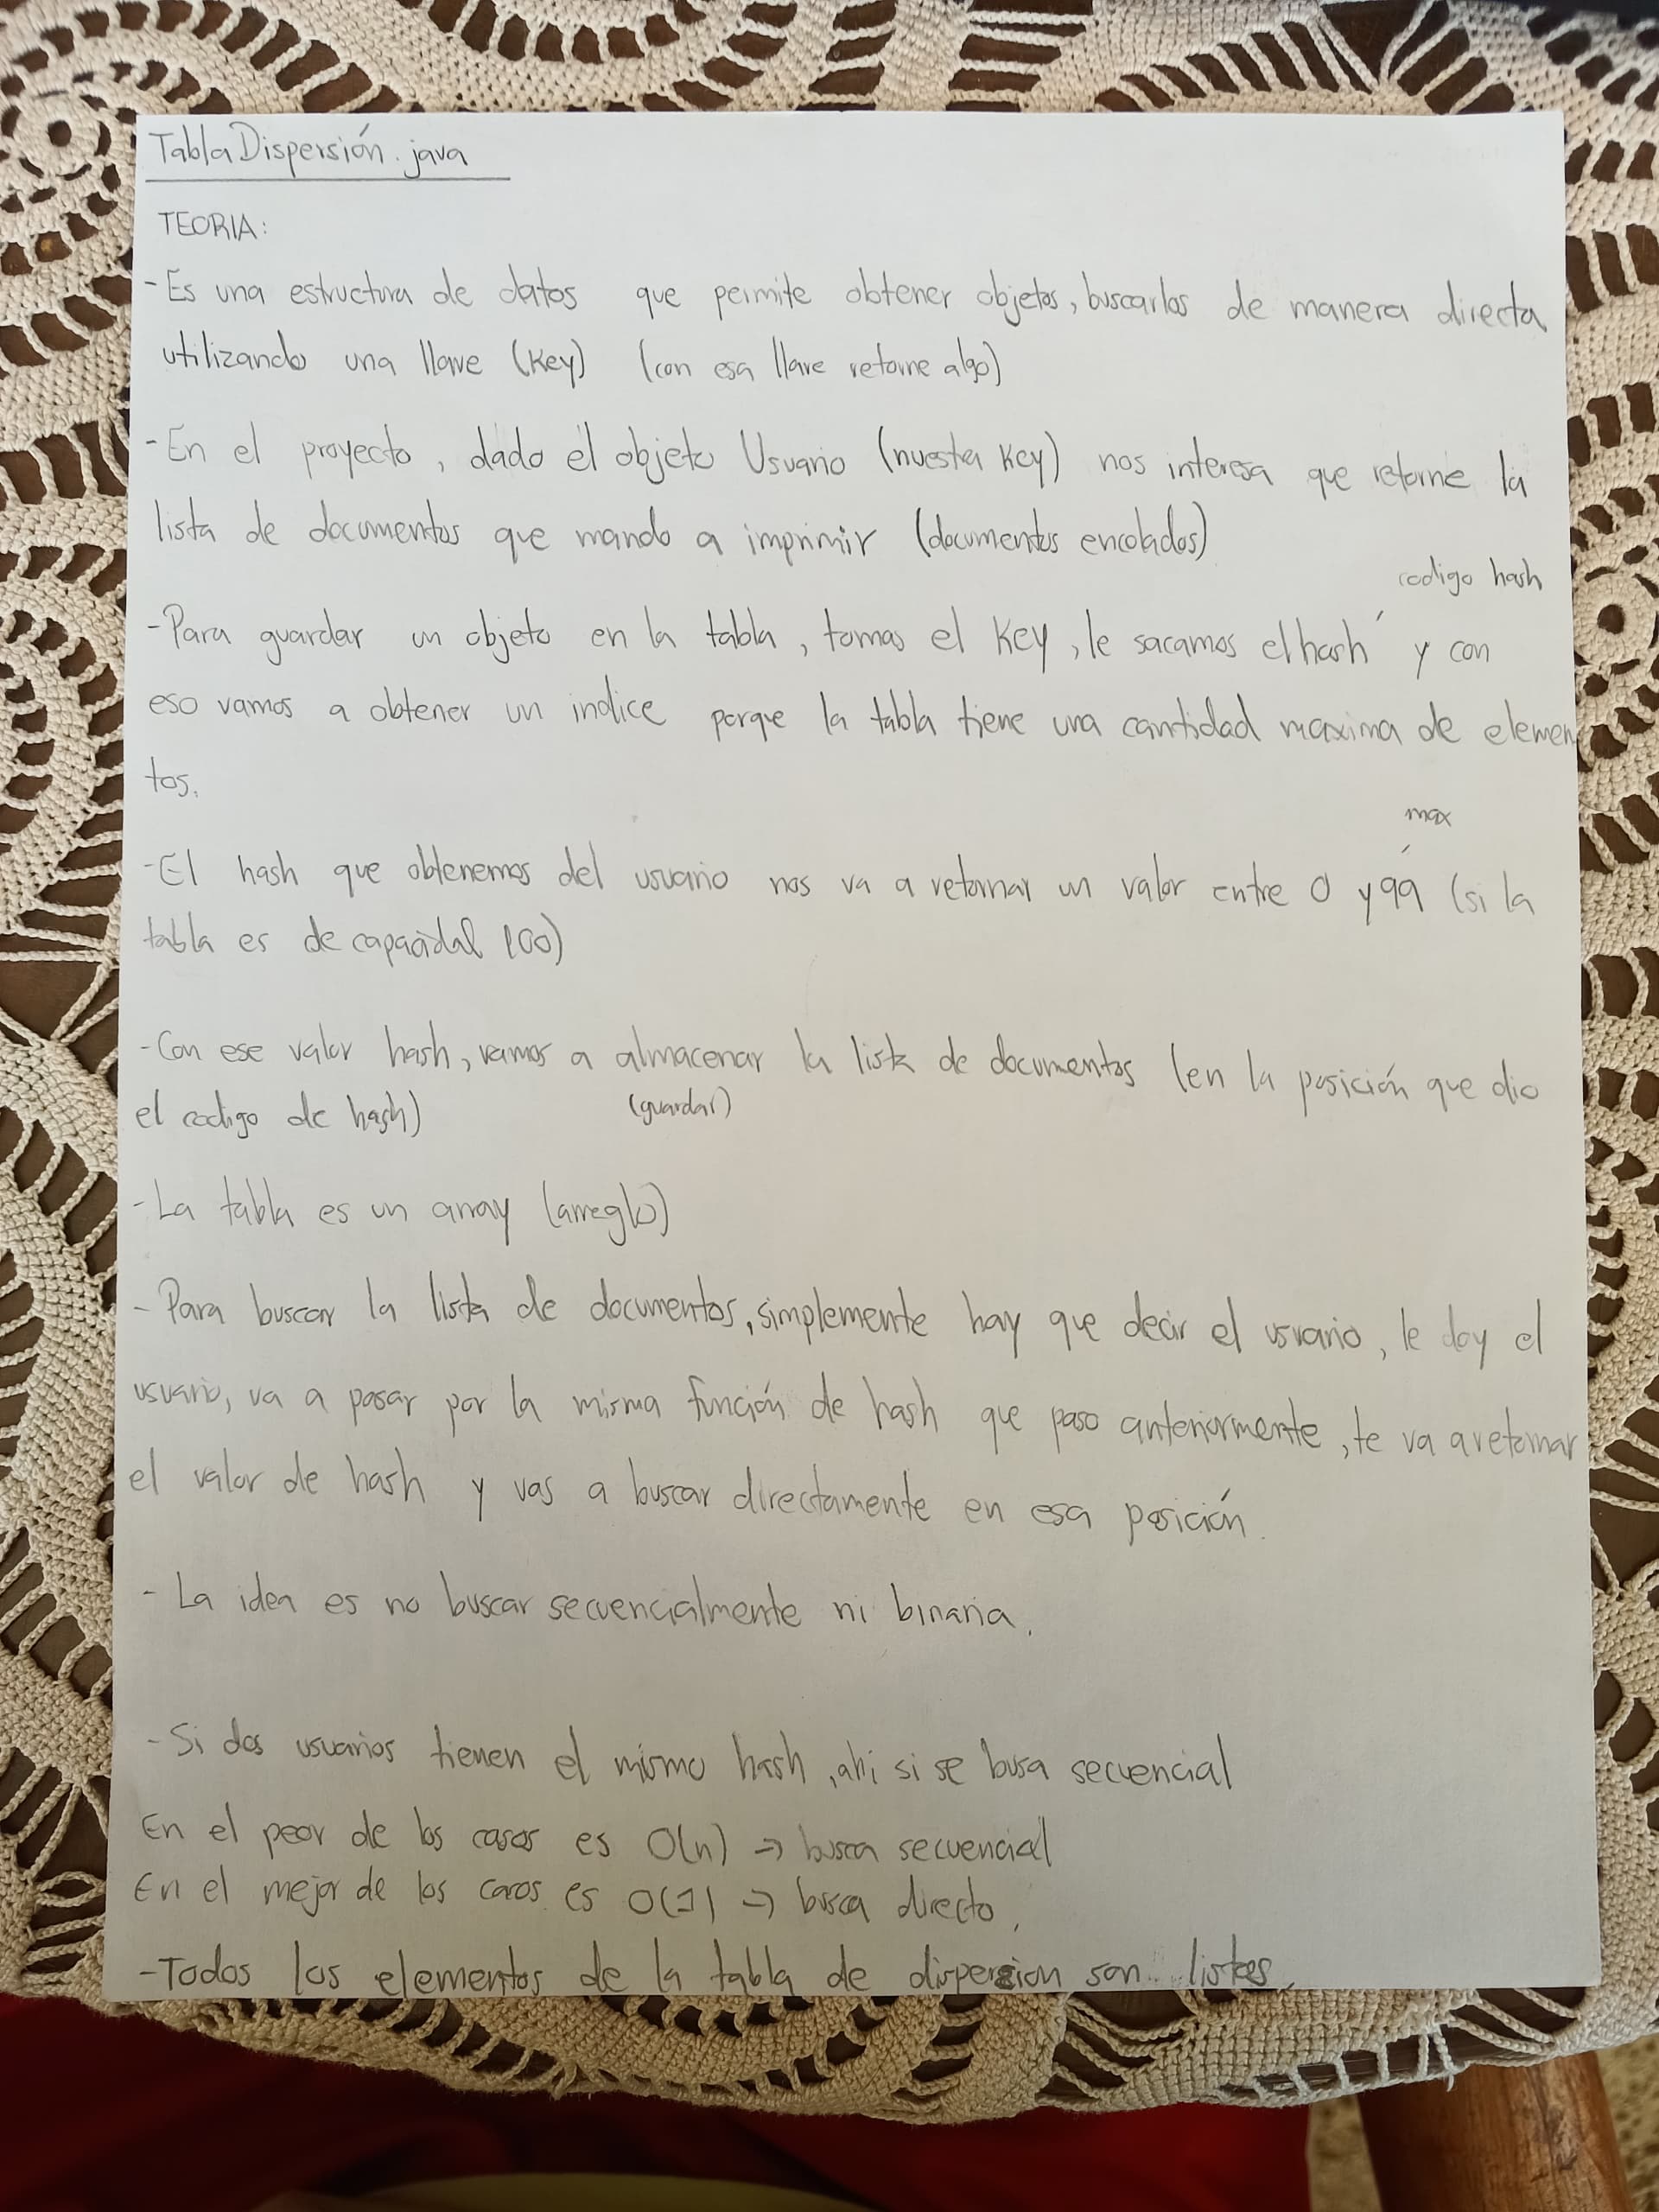 Tabla Dispersión.java
TEORIA:
-Es una estructura de datos que permite obtener objetos, buscarlos de manera directa
utilizando una llave (Key) (con esa llave retorne algo)
-En el proyecto, dado el objeto Usuario (nuestra Key) nos interesa que retorne la
lista de documentos que mando a imprimir (documentos encolados)
codigo hash
-Para guardar un objeto en la tabla, tomas el Key, le sacamos el hash y con
eso vamos a obtener un indice porque la tabla tiene una cantidad maxima de elemen
tos.
max
-El hash que obtenemos del usuario nos va a retornar un valor entre 0 y 99 (si la
tabla es de capacidad 100)
-Con ese valor hash, vamos a almacenar la lista de documentos (en la posición que dio
el codigo de hash) (guardar)
-La tabla es un array (arreglo)
-Para buscar la lista de documentos, simplemente hay que decir el usuario, le doy el
usuario, va a pasar por la misma función de hash que paso anteriormente, te va a retornar
el valor de hash y vas a buscar directamente en esa posición.
- La idea es no buscar secuencialmente ni binaria.
-Si dos usuarios tienen el mismo hash, ahi si se busa secuencial
En el peor de los casos es O(n) => busca secuencial
En el mejor de los casos es O(1) => busca directo.
-Todos los elementos de la tabla de dispersion son listas.